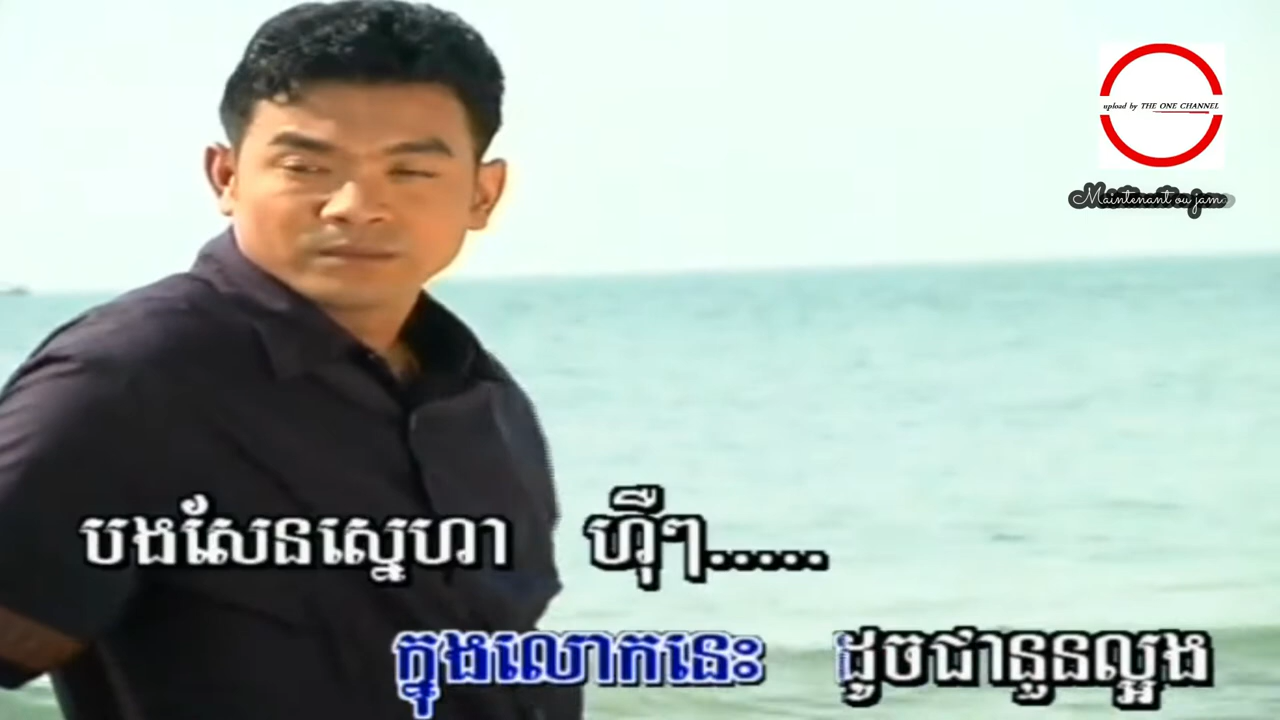 upload by THE ONE CHANNEL
Maintenant ou jam
បងសែនស្នេហា ហ៊ឺៗ......
ក្នុងលោកនេះ ដូចជានួនល្អង